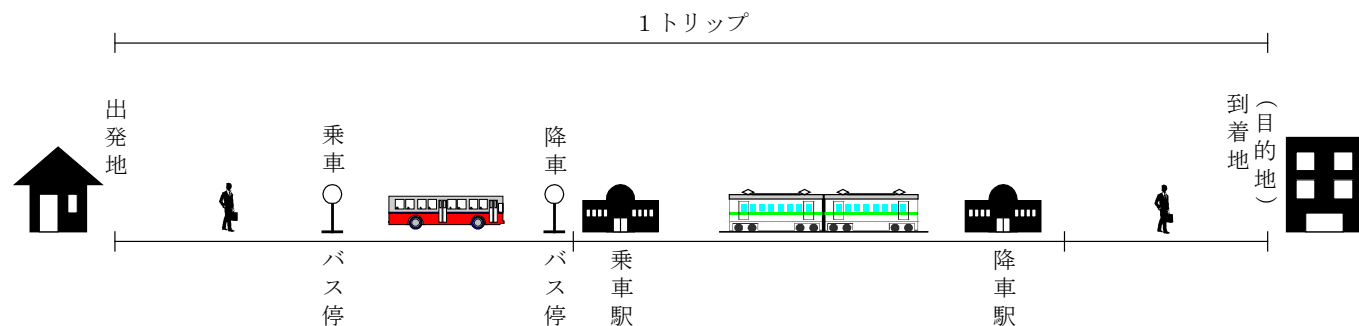 1トリップ
出発地
乗車
バス停
降車
バス停
乗車駅
降車駅
到着地
(目的地)